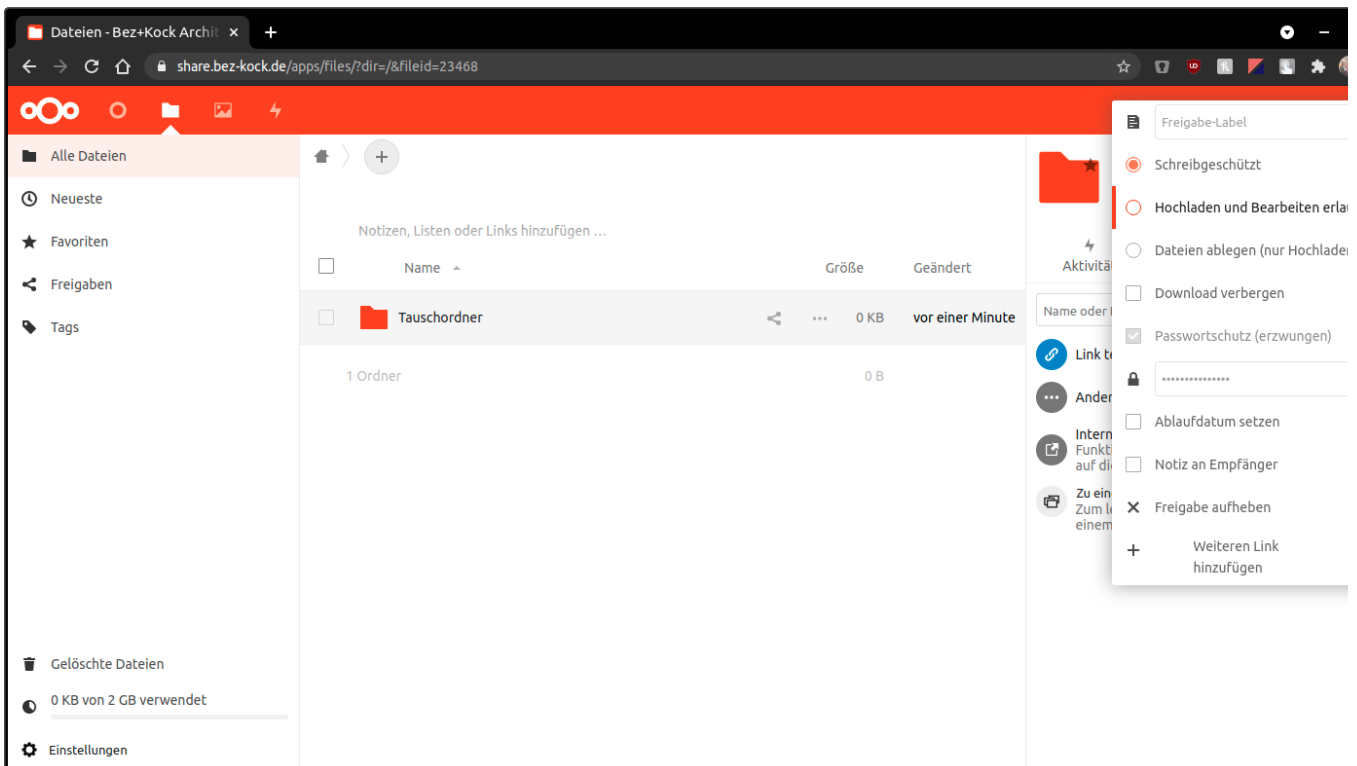 Dateien - Bez+Kock Archit
share.bez-kock.de/apps/files/?dir=/&fileid=23468
Alle Dateien
Neueste
Favoriten
Freigaben
Tags
Gelöschte Dateien
0 KB von 2 GB verwendet
Einstellungen
Notizen, Listen oder Links hinzufügen ...
Name Größe Geändert
Tauschordner 0 KB vor einer Minute
1 Ordner 0 B
Aktivitä
Name oder
Link te
Ander
Intern
Funkt
auf di
Zu ein
Zum l
einem
Freigabe-Label
Schreibgeschützt
Hochladen und Bearbeiten erlau
Dateien ablegen (nur Hochladen
Download verbergen
Passwortschutz (erzwungen)
Ablaufdatum setzen
Notiz an Empfänger
Freigabe aufheben
Weiteren Link
hinzufügen